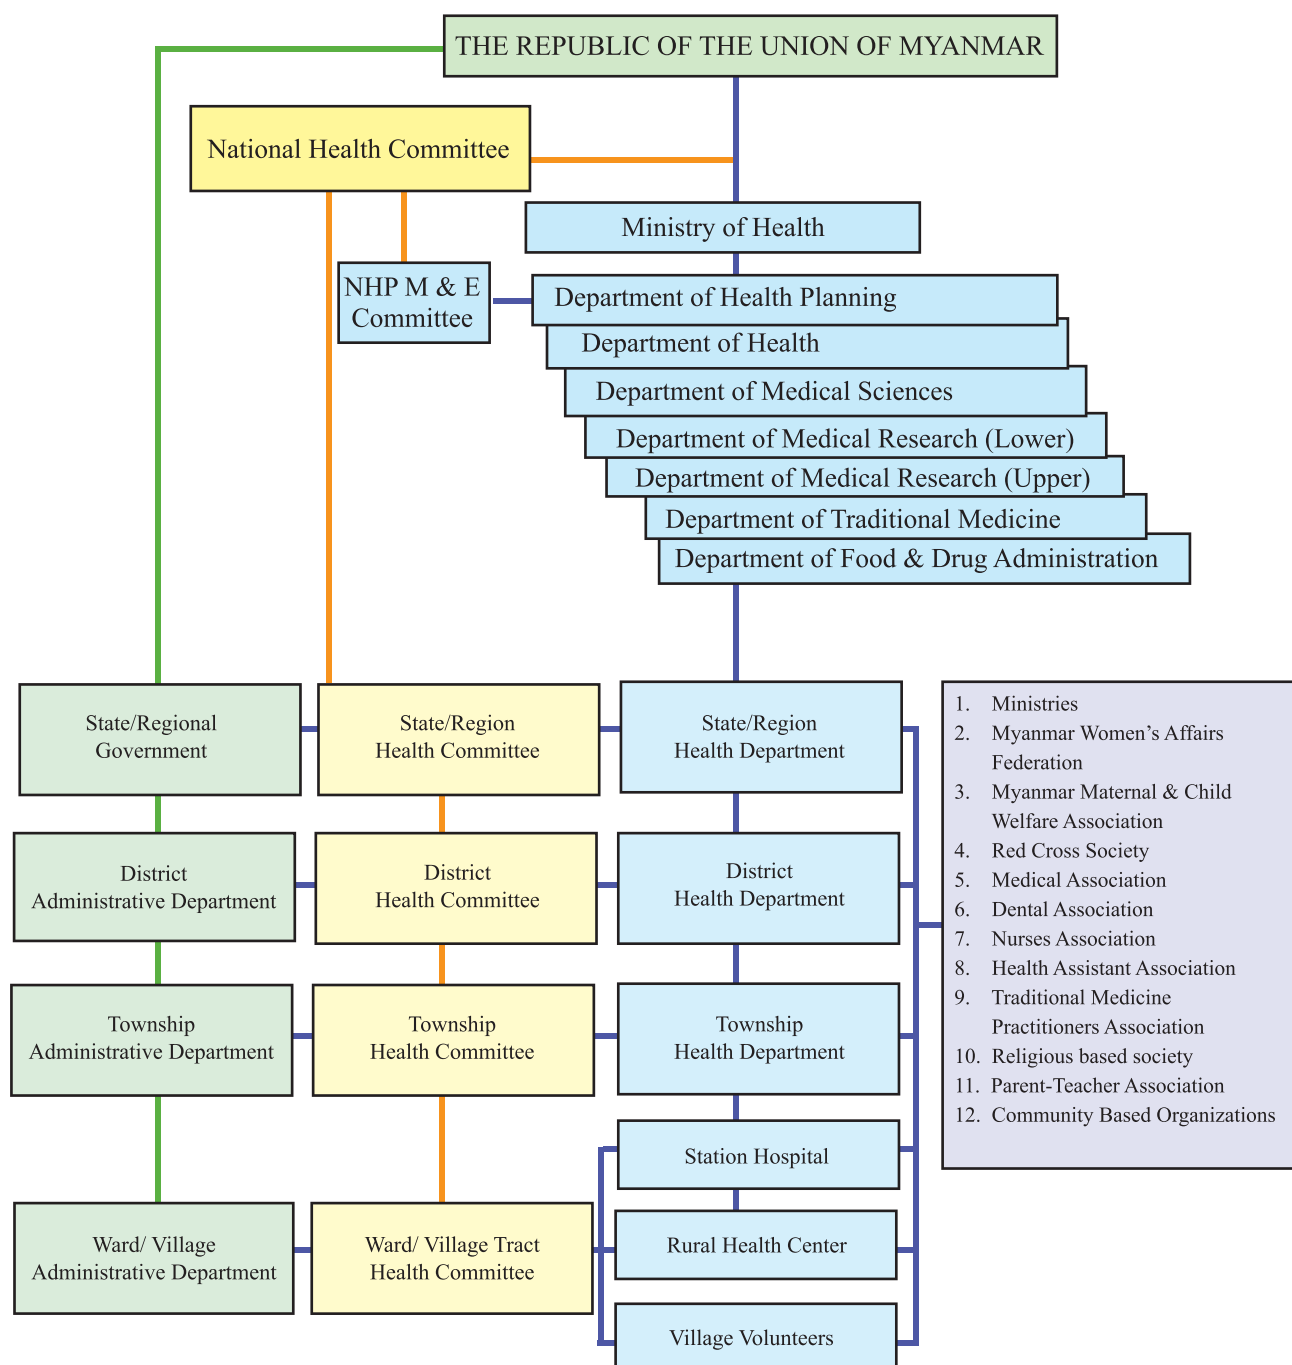 THE REPUBLIC OF THE UNION OF MYANMAR
National Health Committee
Ministry of Health
NHP M & E
Committee
Department of Health Planning
Department of Health
Department of Medical Sciences
Department of Medical Research (Lower)
Department of Medical Research (Upper)
Department of Traditional Medicine
Department of Food & Drug Administration
State/Regional
Government
State/Region
Health Committee
State/Region
Health Department
District
Administrative Department
District
Health Committee
District
Health Department
Township
Administrative Department
Township
Health Committee
Township
Health Department
Station Hospital
Ward/ Village
Administrative Department
Ward/ Village Tract
Health Committee
Rural Health Center
Village Volunteers
1. Ministries
2. Myanmar Women’s Affairs
Federation
3. Myanmar Maternal & Child
Welfare Association
4. Red Cross Society
5. Medical Association
6. Dental Association
7. Nurses Association
8. Health Assistant Association
9. Traditional Medicine
Practitioners Association
10. Religious based society
11. Parent-Teacher Association
12. Community Based Organizations